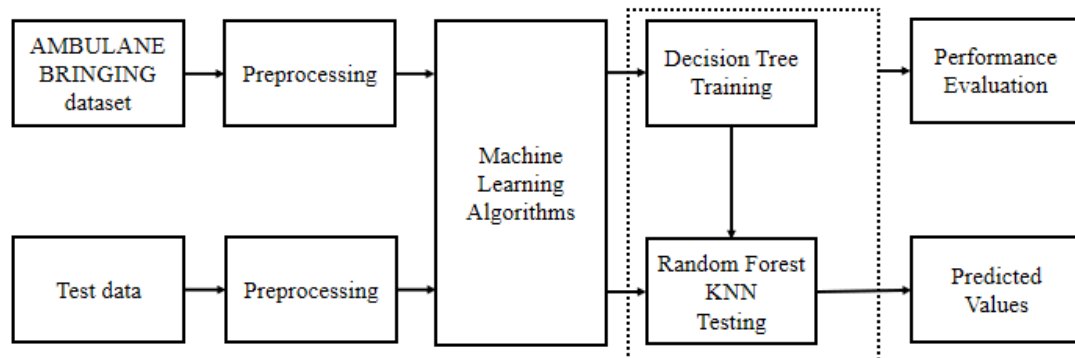 AMBULANE
BRINGING
dataset
Preprocessing
Machine
Learning
Algorithms
Decision Tree
Training
Performance
Evaluation
Test data
Preprocessing
Random Forest
KNN
Testing
Predicted
Values